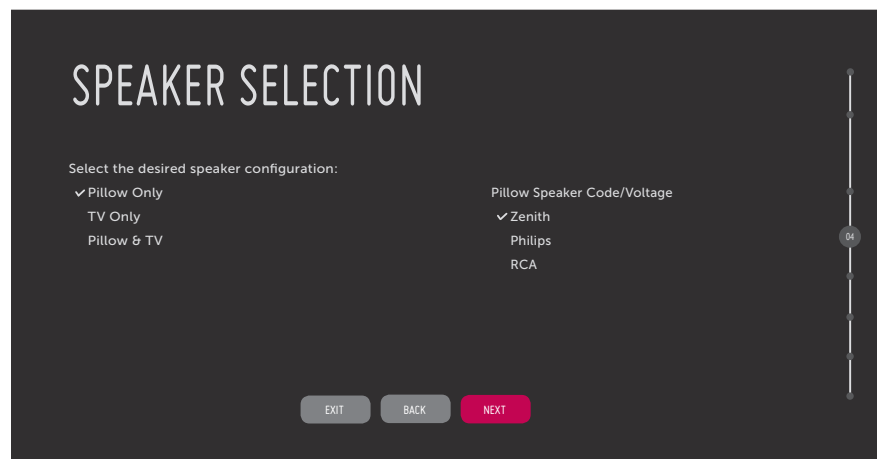 SPEAKER SELECTION
Select the desired speaker configuration:
✓ Pillow Only
TV Only
Pillow & TV
Pillow Speaker Code/Voltage
✓ Zenith
Philips
RCA
04
EXIT
BACK
NEXT